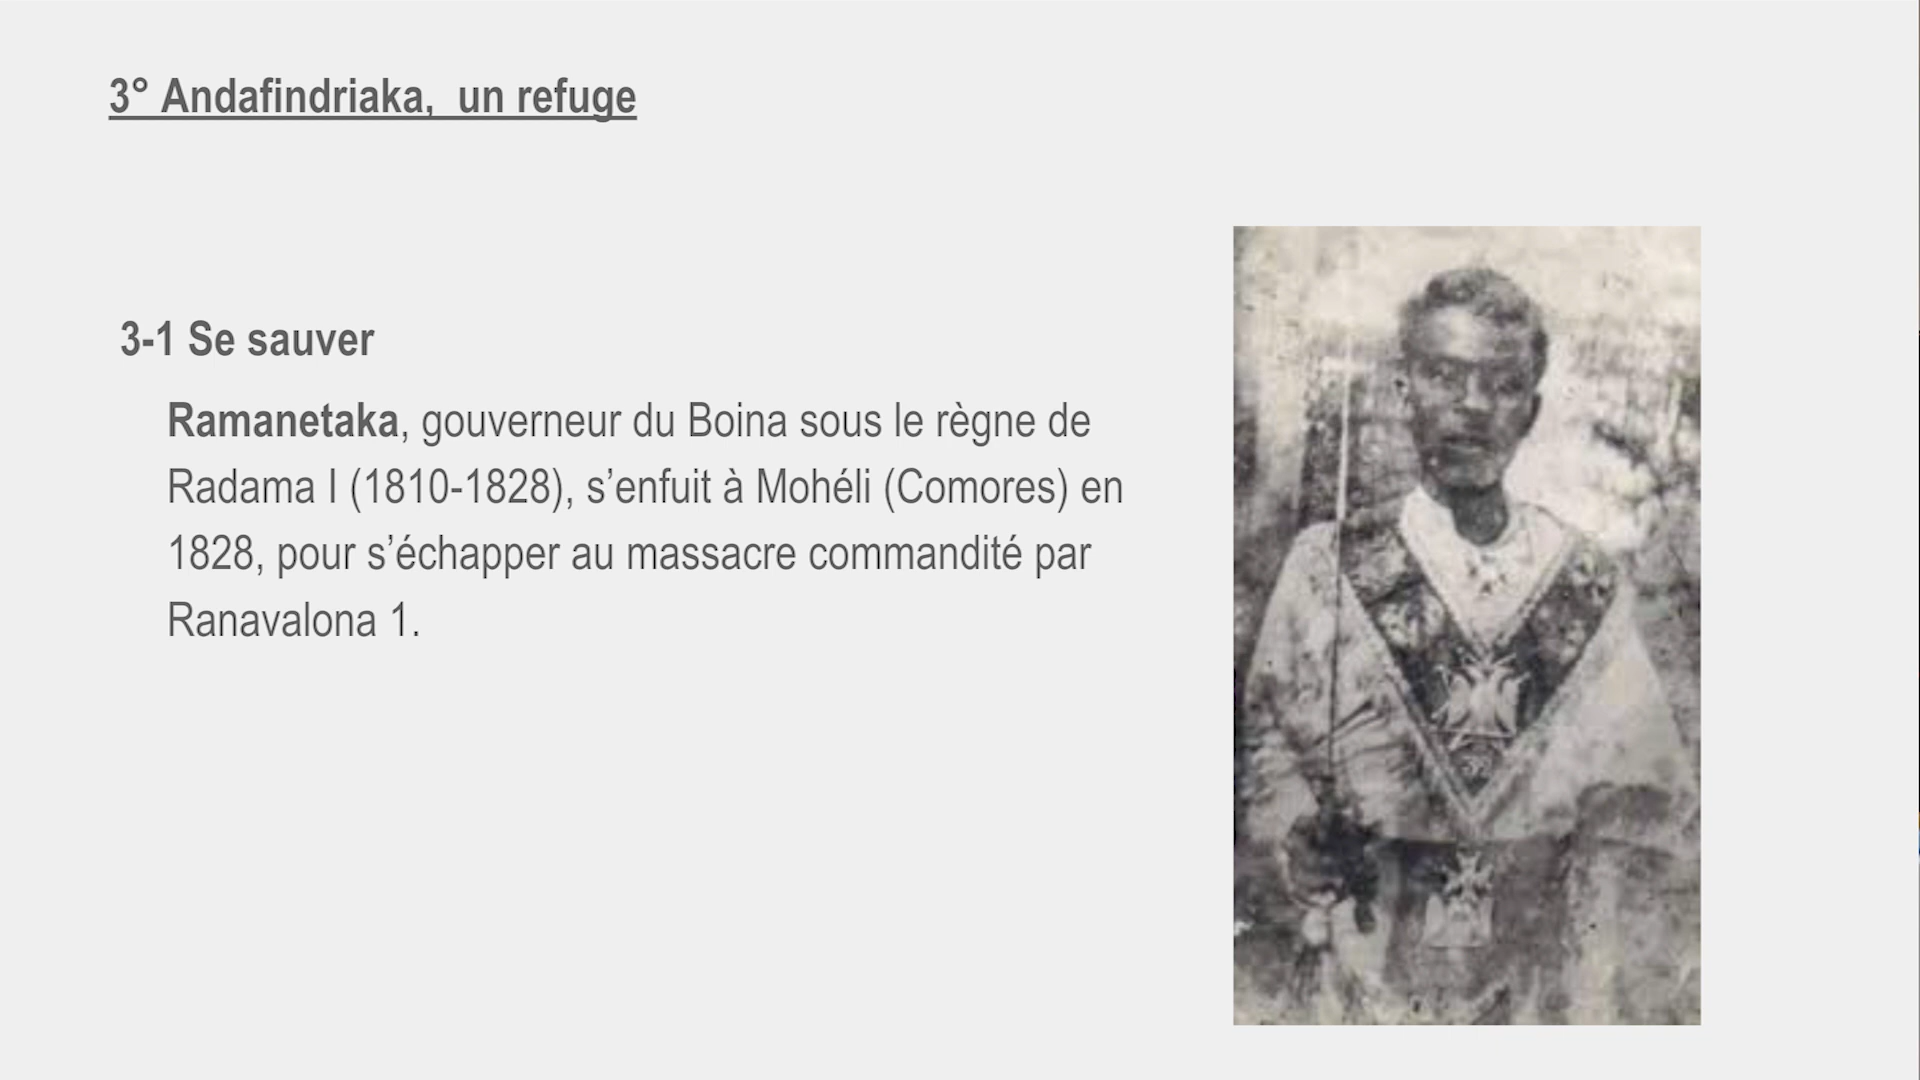 3° Andafindriaka,  un refuge
3-1 Se sauver
Ramanetaka, gouverneur du Boina sous le règne de
Radama I (1810-1828), s’enfuit à Mohéli (Comores) en
1828, pour s’échapper au massacre commandité par
Ranavalona 1.